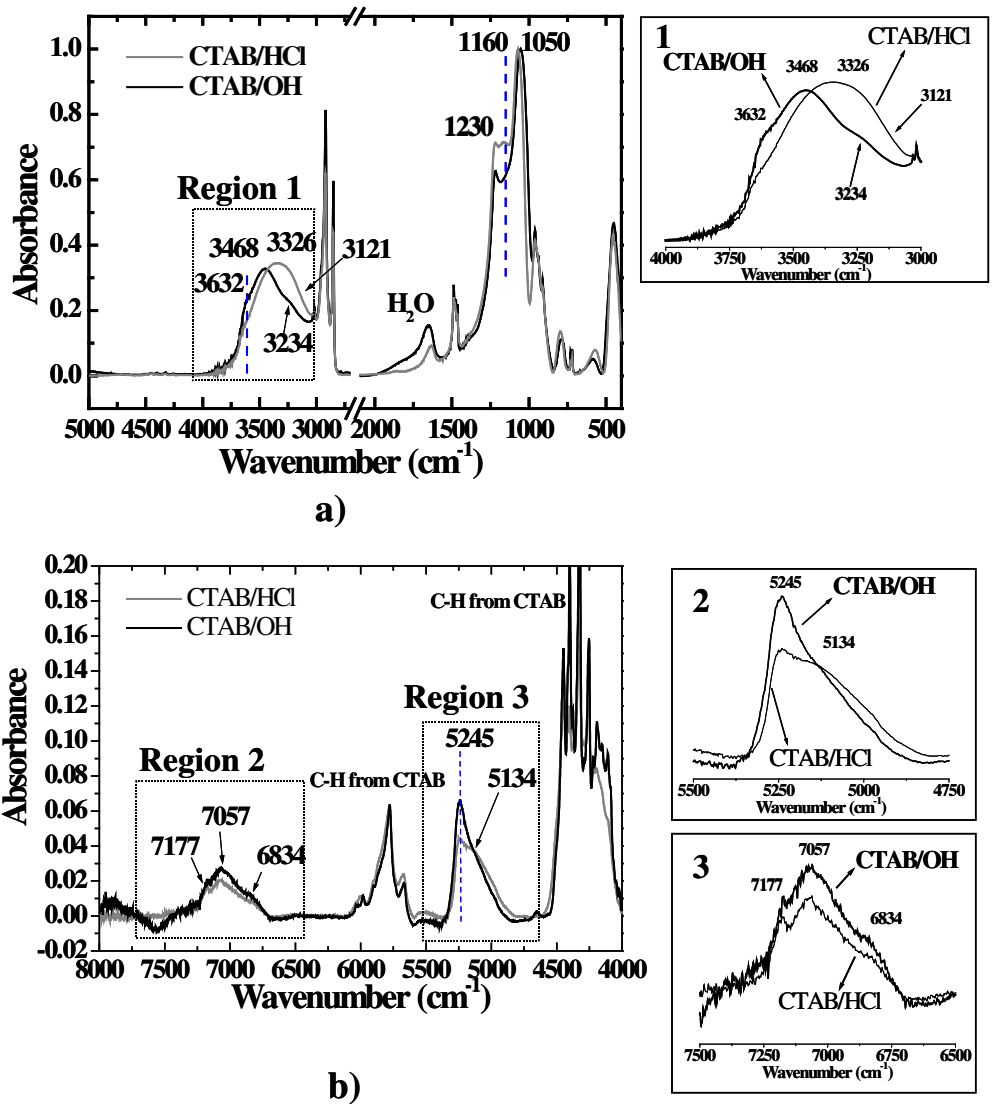 CTAB/HCl
CTAB/OH
Region 1
3468 3326
3121
3632
3234
H2O
1160 1050
1230
Absorbance
0.0
0.2
0.4
0.6
0.8
1.0
5000 4500 4000 3500 3000 2000 1500 1000 500
Wavenumber (cm-1)
a)
1
CTAB/OH
CTAB/HCl
3468 3326
3632
3121
3234
4000 3750 3500 3250 3000
Wavenumber (cm-1)
CTAB/HCl
CTAB/OH
C-H from CTAB
Region 3
5245
5134
Region 2
C-H from CTAB
7057
7177
6834
Absorbance
0.20
0.18
0.16
0.14
0.12
0.10
0.08
0.06
0.04
0.02
0.00
-0.02
8000 7500 7000 6500 6000 5500 5000 4500 4000
Wavenumber (cm-1)
b)
2
5245
CTAB/OH
5134
CTAB/HCl
5500 5250 5000 4750
Wavenumber (cm-1)
3
7057
CTAB/OH
7177
6834
CTAB/HCl
7500 7250 7000 6750 6500
Wavenumber (cm-1)